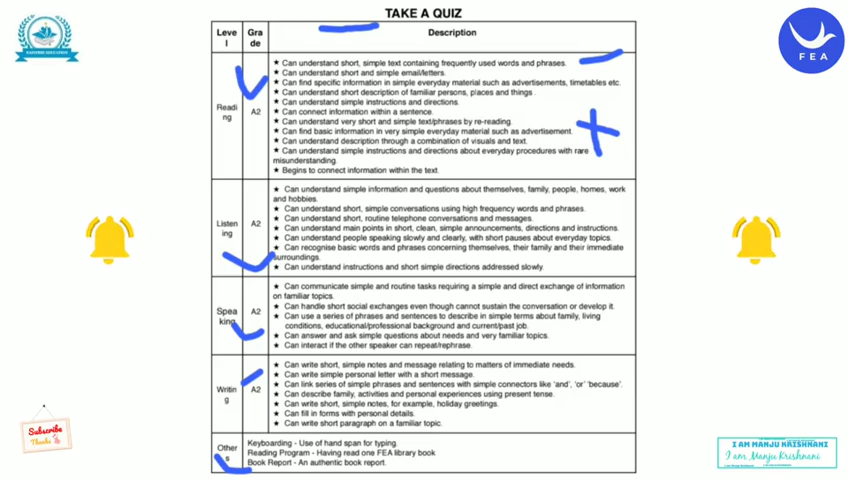 TAKE A QUIZ
Leve
l
Gra
de
Description
Readi
ng
A2
★ Can understand short, simple text containing frequently used words and phrases.
★ Can understand short and simple email/letters.
★ Can find specific information in simple everyday material such as advertisements, timetables etc.
★ Can understand short description of familiar persons, places and things
★ Can understand simple instructions and directions.
★ Can connect information within a sentence.
★ Can understand very short and simple text/phrases by re-reading.
★ Can find basic information in very simple everyday material such as advertisement.
★ Can understand description through a combination of visuals and text.
★ Can understand simple instructions and directions about everyday procedures with rare
misunderstanding.
★ Begins to connect information within the text.
Listen
ing
A2
★ Can understand simple information and questions about themselves, family, people, homes, work
and hobbies.
★ Can understand short, simple conversations using high frequency words and phrases.
★ Can understand short, routine telephone conversations and messages.
★ Can understand main points in short, clean, simple announcements, directions and instructions.
★ Can understand people speaking slowly and clearly, with short pauses about everyday topics.
★ Can recognise basic words and phrases concerning themselves, their family and their immediate
surroundings.
★ Can understand instructions and short simple directions addressed slowly.
Spea
king
A2
★ Can communicate simple and routine tasks requiring a simple and direct exchange of information
on familiar topics.
★ Can handle short social exchanges even though cannot sustain the conversation or develop it.
★ Can use a series of phrases and sentences to describe in simple terms about family, living
conditions, educational/professional background and current/past job.
★ Can answer and ask simple questions about needs and very familiar topics.
★ Can interact if the other speaker can repeat/rephrase.
Writin
g
A2
★ Can write short, simple notes and message relating to matters of immediate needs.
★ Can write simple personal letter with a short message.
★ Can link series of simple phrases and sentences with simple connectors like 'and', 'or' 'because'.
★ Can describe family, activities and personal experiences using present tense.
★ Can write short, simple notes, for example, holiday greetings.
★ Can fill in forms with personal details.
★ Can write short paragraph on a familiar topic.
Other
s
Keyboarding - Use of hand span for typing.
Reading Program - Having read one FEA library book
Book Report - An authentic book report.
FEA
Subscribe
Thanks
I AM MANJU KRISHNANI
I am Manju Krishnani